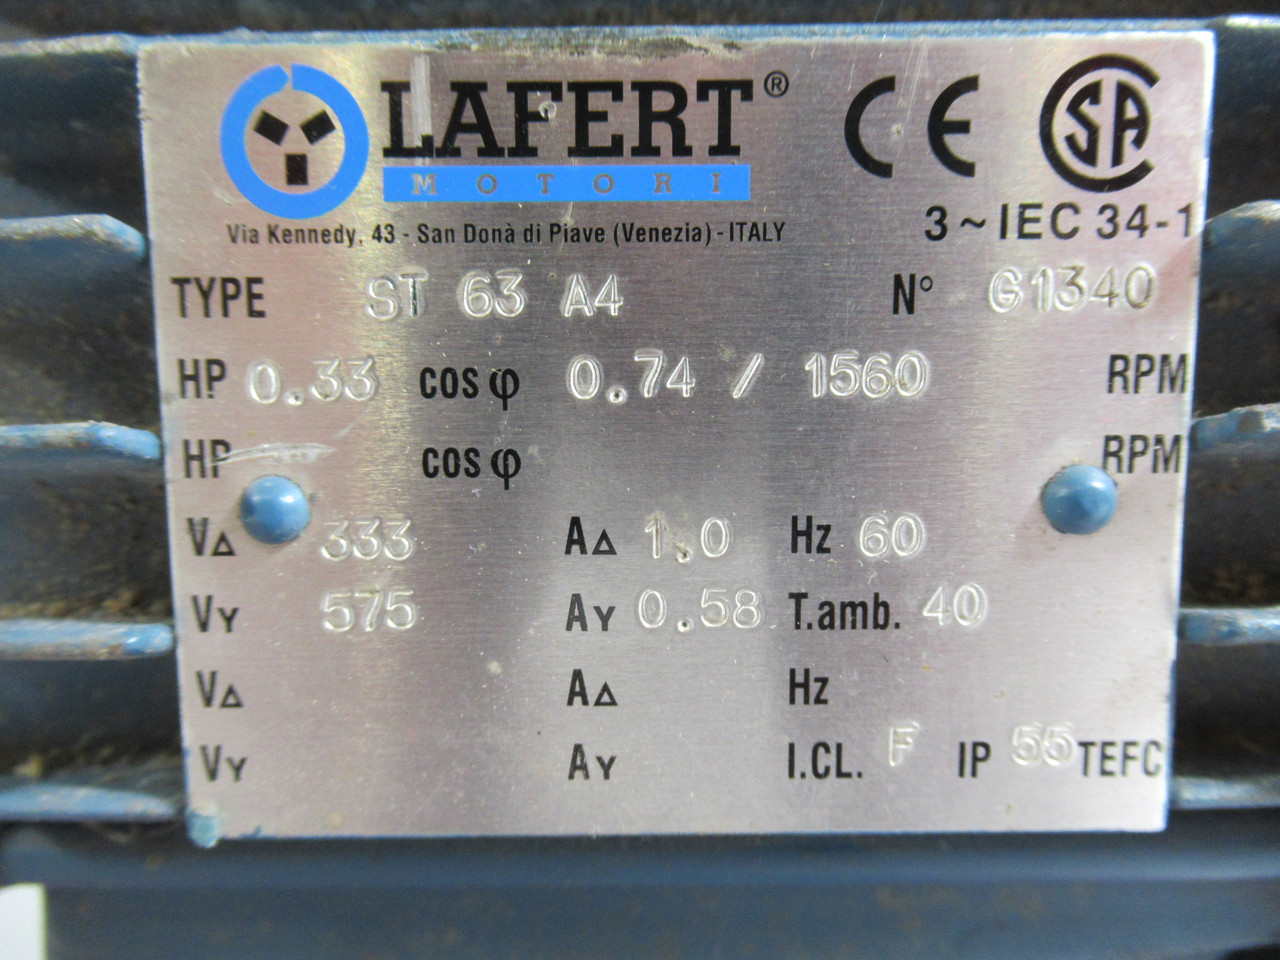 LAFERT®
MOTORI
CE
CSA
Via Kennedy, 43 - San Donà di Piave (Venezia) - ITALY
3 ~ IEC 34-1
TYPE ST 63 A4 N° G1340
HP 0.33 cos φ 0.74 / 1560 RPM
HP cos φ RPM
V△ 333 A△ 1.0 Hz 60
VY 575 AY 0.58 T.amb. 40
V△ A△ Hz
VY AY I.CL. F IP 55 TEFC